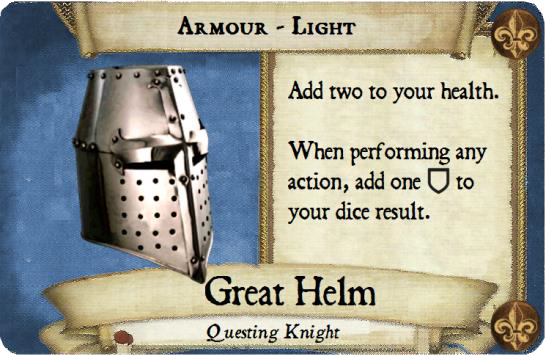 Armour - Light
Add two to your health.
When performing any
action, add one to
your dice result.
Great Helm
Questing Knight